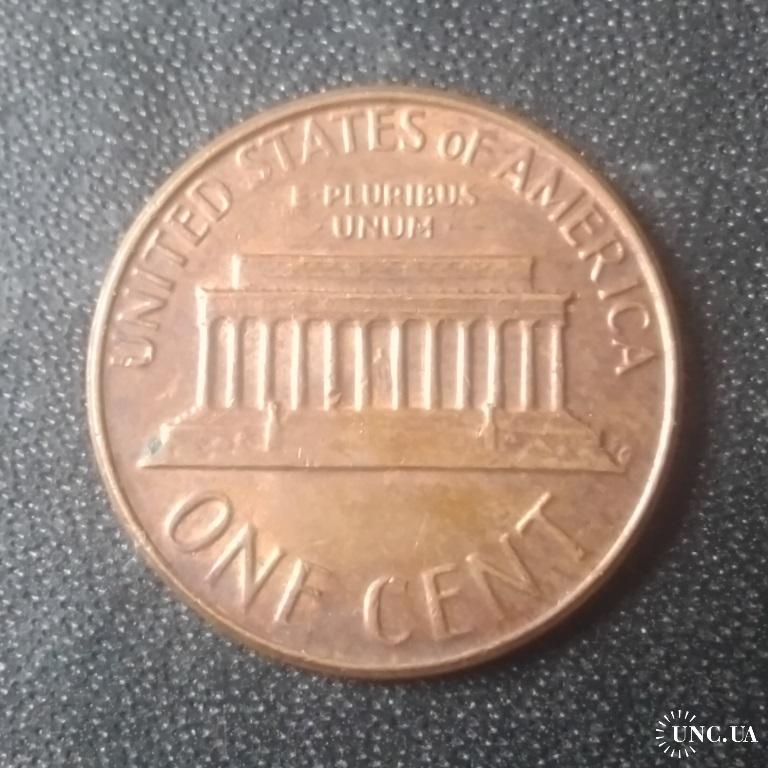 UNITED STATES OF AMERICA
E·PLURIBUS
UNUM
ONE CENT
UNC.UA